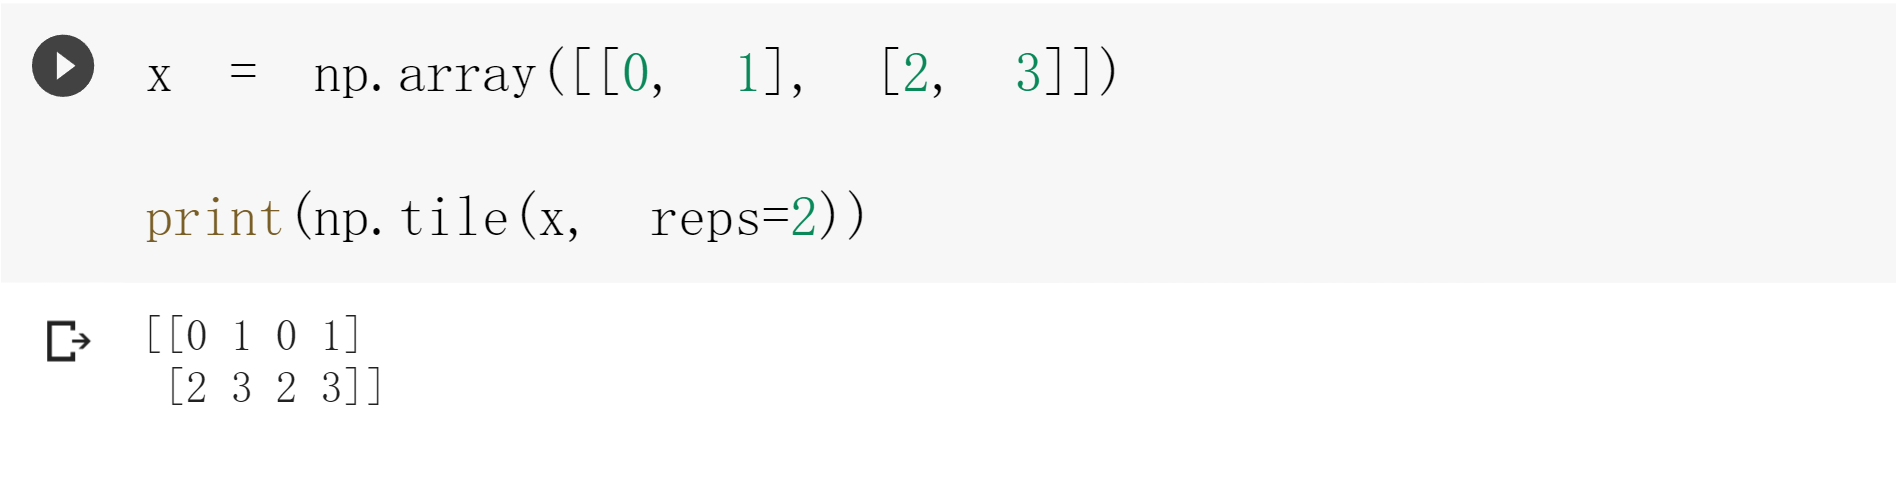 x = np.array([[0, 1], [2, 3]])
print(np.tile(x, reps=2))
[[0 1 0 1]
 [2 3 2 3]]